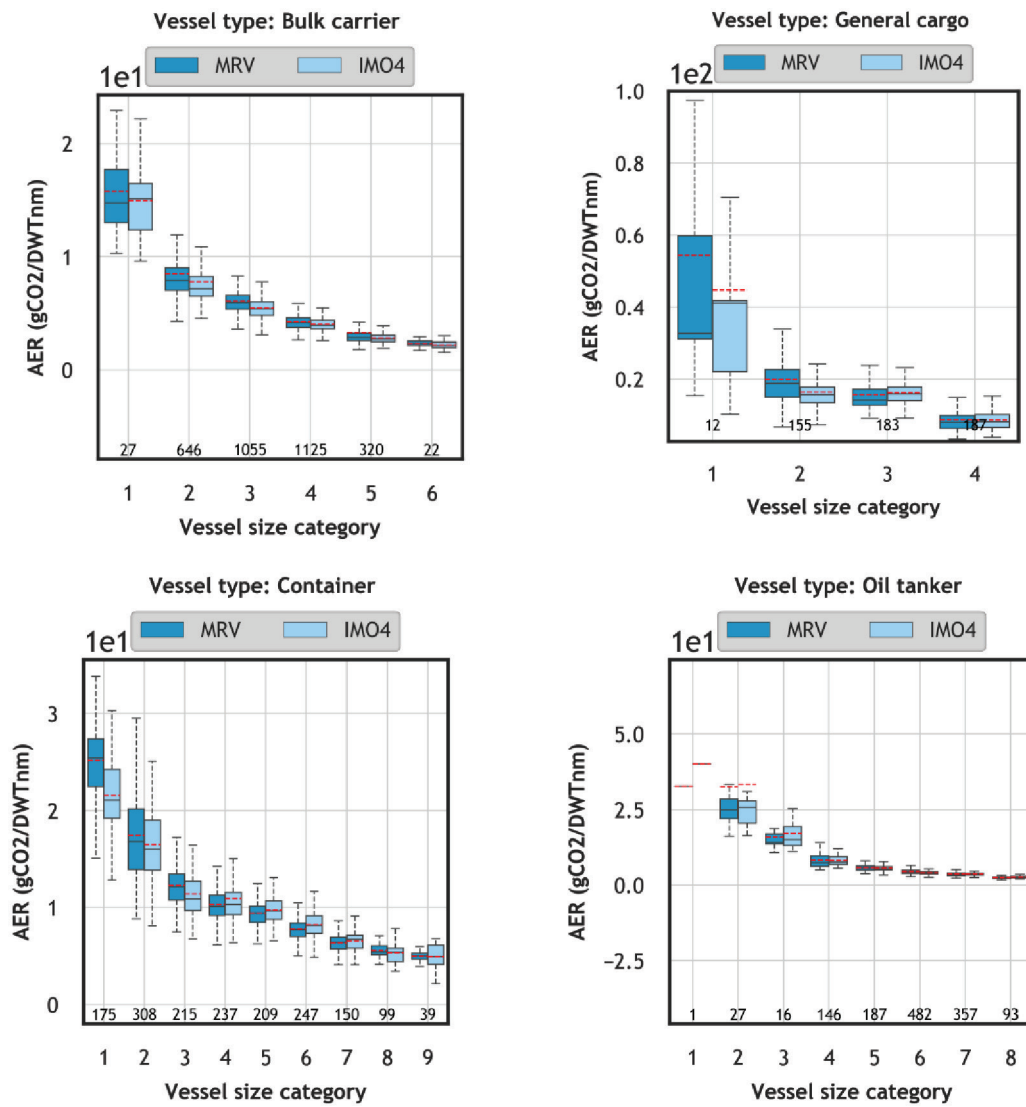 Vessel type: Bulk carrier
MRV IMO4
1e1
AER (gCO2/DWTnm)
2
1
0
27 646 1055 1125 320 22
1 2 3 4 5 6
Vessel size category
Vessel type: General cargo
MRV IMO4
1e2
AER (gCO2/DWTnm)
1.0
0.8
0.6
0.4
0.2
12 155 183 187
1 2 3 4
Vessel size category
Vessel type: Container
MRV IMO4
1e1
AER (gCO2/DWTnm)
3
2
1
0
175 308 215 237 209 247 150 99 39
1 2 3 4 5 6 7 8 9
Vessel size category
Vessel type: Oil tanker
MRV IMO4
1e1
AER (gCO2/DWTnm)
5.0
2.5
0.0
−2.5
1 27 16 146 187 482 357 93
1 2 3 4 5 6 7 8
Vessel size category